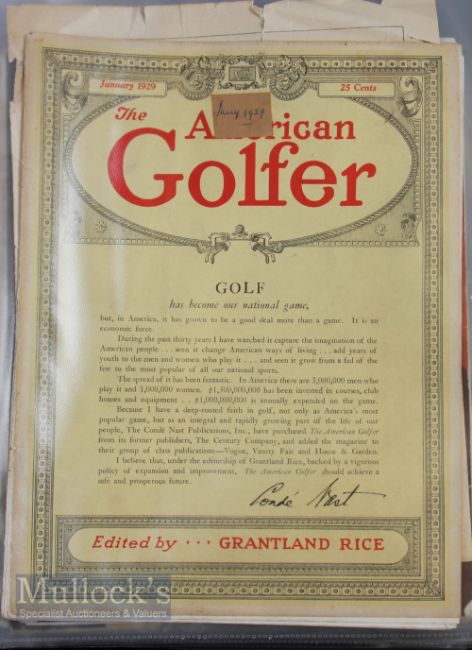 January 1929
25 Cents
Jany 1929
The A rican
Golfer
GOLF
has become our national game,
but, in America, it has grown to be a good deal more than a game. It is an
economic force.
During the past thirty years I have watched it capture the imagination of the
American people . . . seen it change American ways of living . . . add years of
youth to the men and women who play it . . . and seen it grow from a fad of the
few to the most popular of all our national sports.
The spread of it has been fantastic. In America there are 3,000,000 men who
play it and 1,000,000 women. $1,500,000,000 has been invested in courses, club
houses and equipment . . . $1,000,000,000 is annually expended on the game.
Because I have a deep-rooted faith in golf, not only as America's most
popular game, but as an integral and rapidly growing part of the life of our
people, The Condé Nast Publications, Inc., have purchased The American Golfer
from its former publishers, The Century Company, and added the magazine to
their group of class publications—Vogue, Vanity Fair and House & Garden.
I believe that, under the editorship of Grantland Rice, backed by a vigorous
policy of expansion and improvement, The American Golfer should achieve a
safe and prosperous future.
Condé Nast
Edited by · · · GRANTLAND RICE
Mullock's
Specialist Auctioneers & Valuers